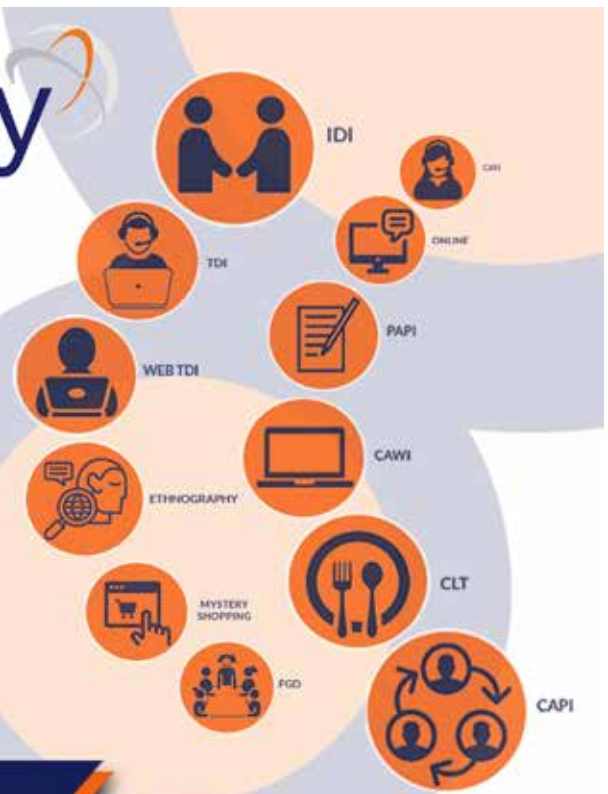 y
IDI
CATI
ONLINE
TDI
PAPI
WEB TDI
CAWI
ETHNOGRAPHY
CLT
MYSTERY
SHOPPING
FGD
CAPI